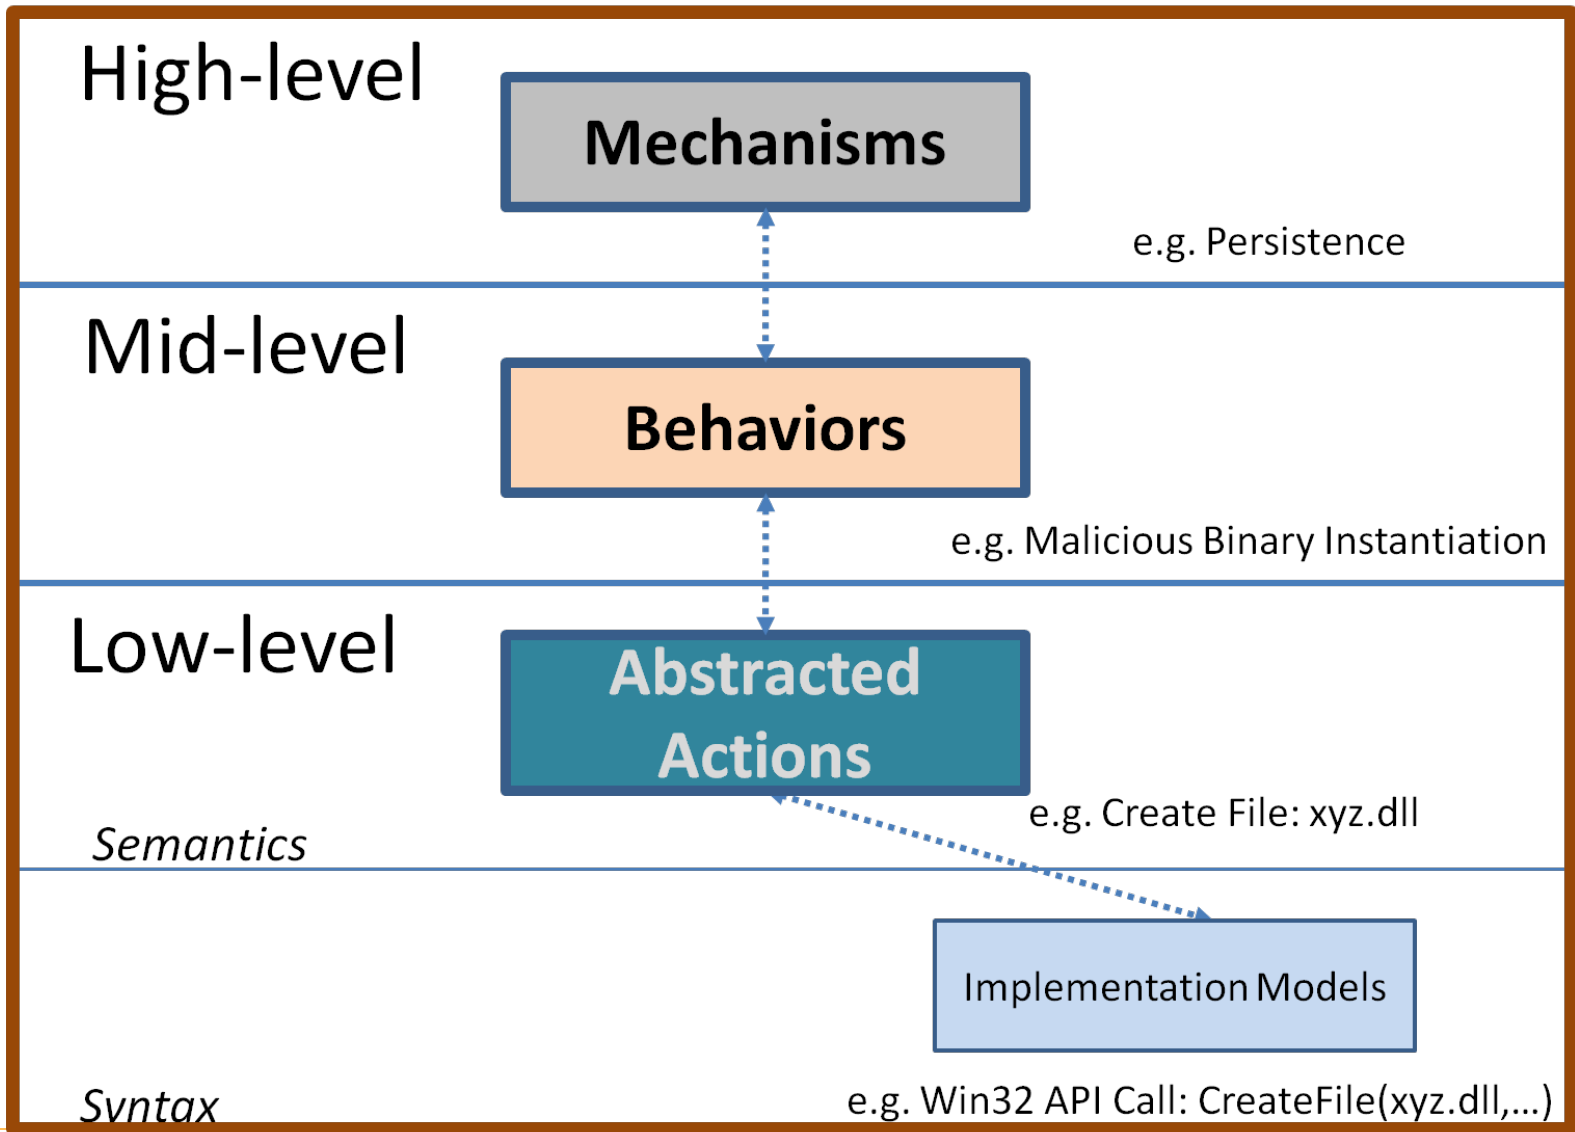 High-level
Mechanisms
e.g. Persistence
Mid-level
Behaviors
e.g. Malicious Binary Instantiation
Low-level
Abstracted
Actions
e.g. Create File: xyz.dll
Semantics
Implementation Models
Syntax
e.g. Win32 API Call: CreateFile(xyz.dll,...)